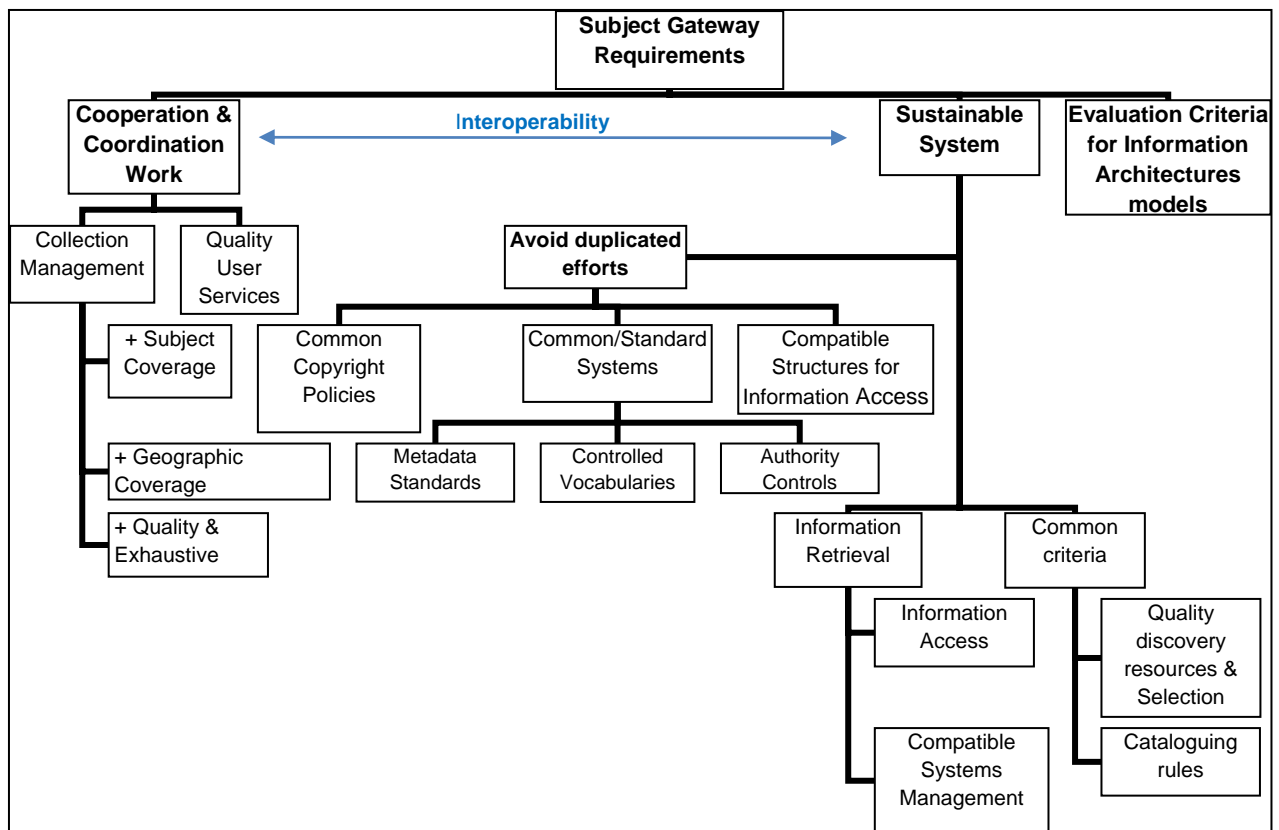 Subject Gateway
Requirements
Cooperation &
Coordination
Work
Interoperability
Sustainable
System
Evaluation Criteria
for Information
Architectures
models
Collection
Management
Quality
User
Services
Avoid duplicated
efforts
+ Subject
Coverage
Common
Copyright
Policies
Common/Standard
Systems
Compatible
Structures for
Information Access
+ Geographic
Coverage
Metadata
Standards
Controlled
Vocabularies
Authority
Controls
+ Quality &
Exhaustive
Information
Retrieval
Common
criteria
Information
Access
Quality
discovery
resources &
Selection
Compatible
Systems
Management
Cataloguing
rules